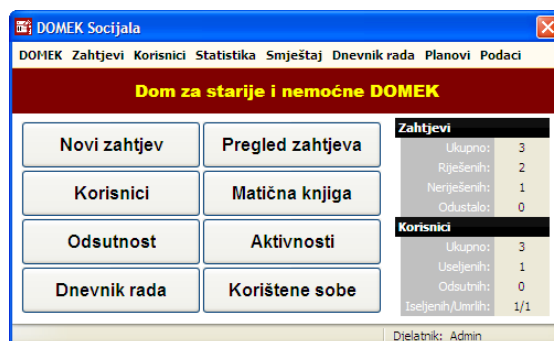 DOMEK Socijala
DOMEK Zahtjevi Korisnici Statistika Smještaj Dnevnik rada Planovi Podaci
Dom za starije i nemoćne DOMEK
Novi zahtjev
Pregled zahtjeva
Korisnici
Matična knjiga
Odsutnost
Aktivnosti
Dnevnik rada
Korištene sobe
Zahtjevi
Ukupno: 3
Riješenih: 2
Neriješenih: 1
Odustalo: 0
Korisnici
Ukupno: 3
Useljenih: 1
Odsutnih: 0
Iseljenih/Umrlih: 1/1
Djelatnik: Admin